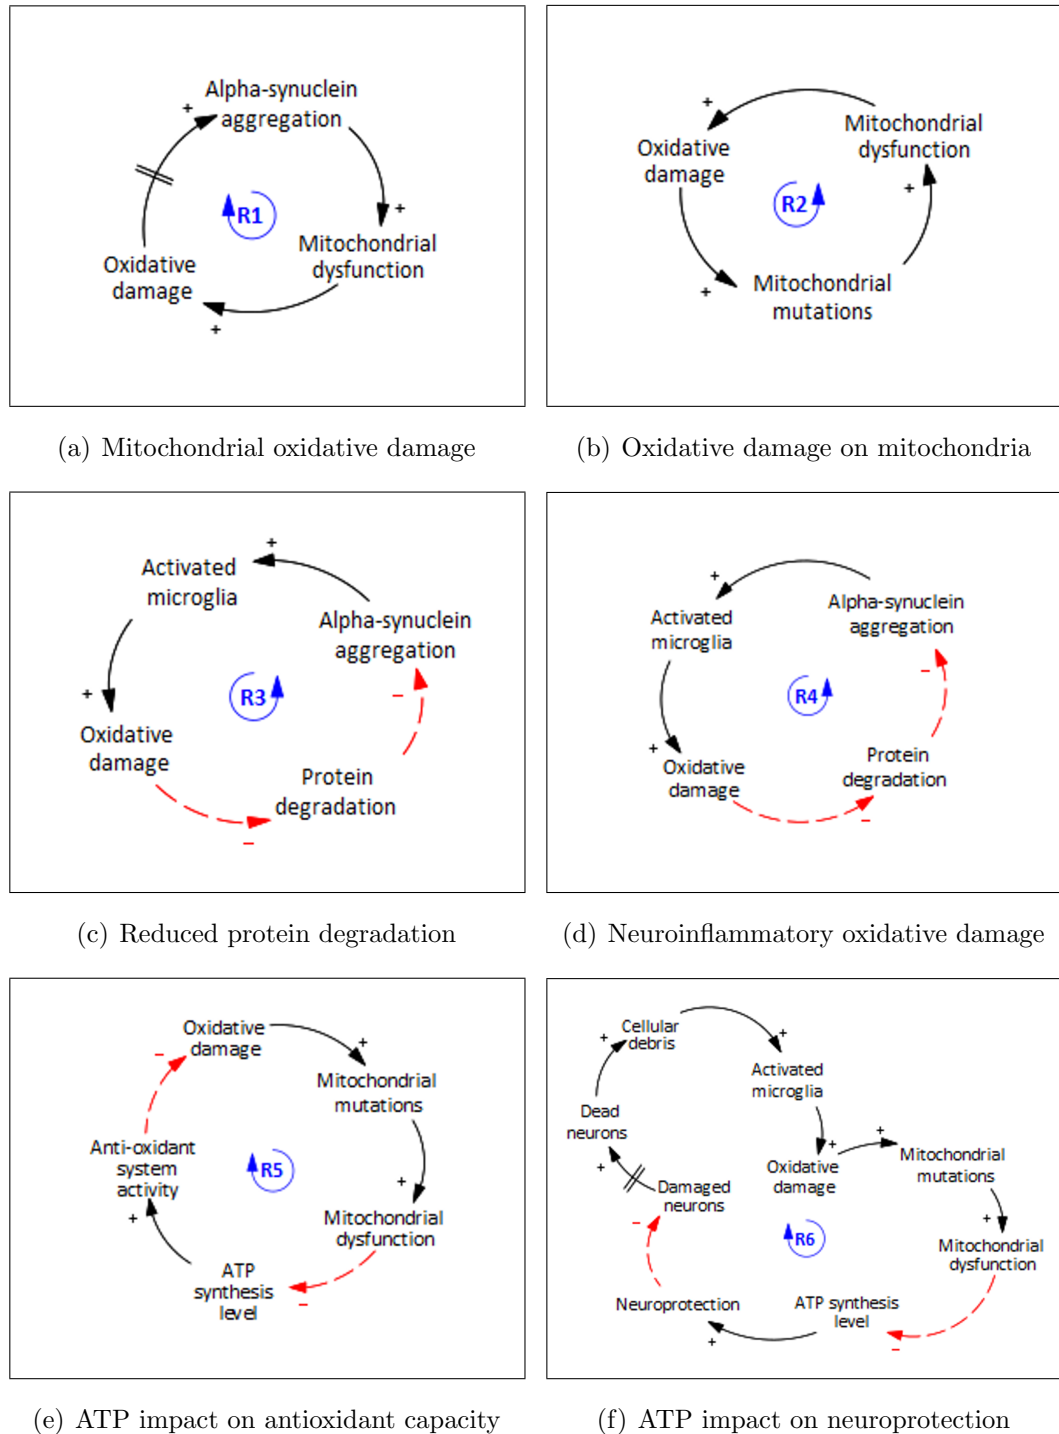 Alpha-synuclein
aggregation
+
+
R1
Oxidative
damage
Mitochondrial
dysfunction
+
(a) Mitochondrial oxidative damage
+
Oxidative
damage
Mitochondrial
dysfunction
+
R2
+
Mitochondrial
mutations
(b) Oxidative damage on mitochondria
+
Activated
microglia
Alpha-synuclein
aggregation
+
R3
−
Oxidative
damage
Protein
degradation
−
(c) Reduced protein degradation
+
Activated
microglia
Alpha-synuclein
aggregation
−
R4
+
Oxidative
damage
Protein
degradation
−
(d) Neuroinflammatory oxidative damage
−
Oxidative
damage
+
Mitochondrial
mutations
Anti-oxidant
system
activity
R5
+
+
Mitochondrial
dysfunction
ATP
synthesis
level
−
(e) ATP impact on antioxidant capacity
+
Cellular
debris
+
Activated
microglia
Dead
neurons
+
+
+
Oxidative
damage
Mitochondrial
mutations
Damaged
neurons
−
R6
+
Mitochondrial
dysfunction
Neuroprotection
+
ATP synthesis
level
−
(f) ATP impact on neuroprotection